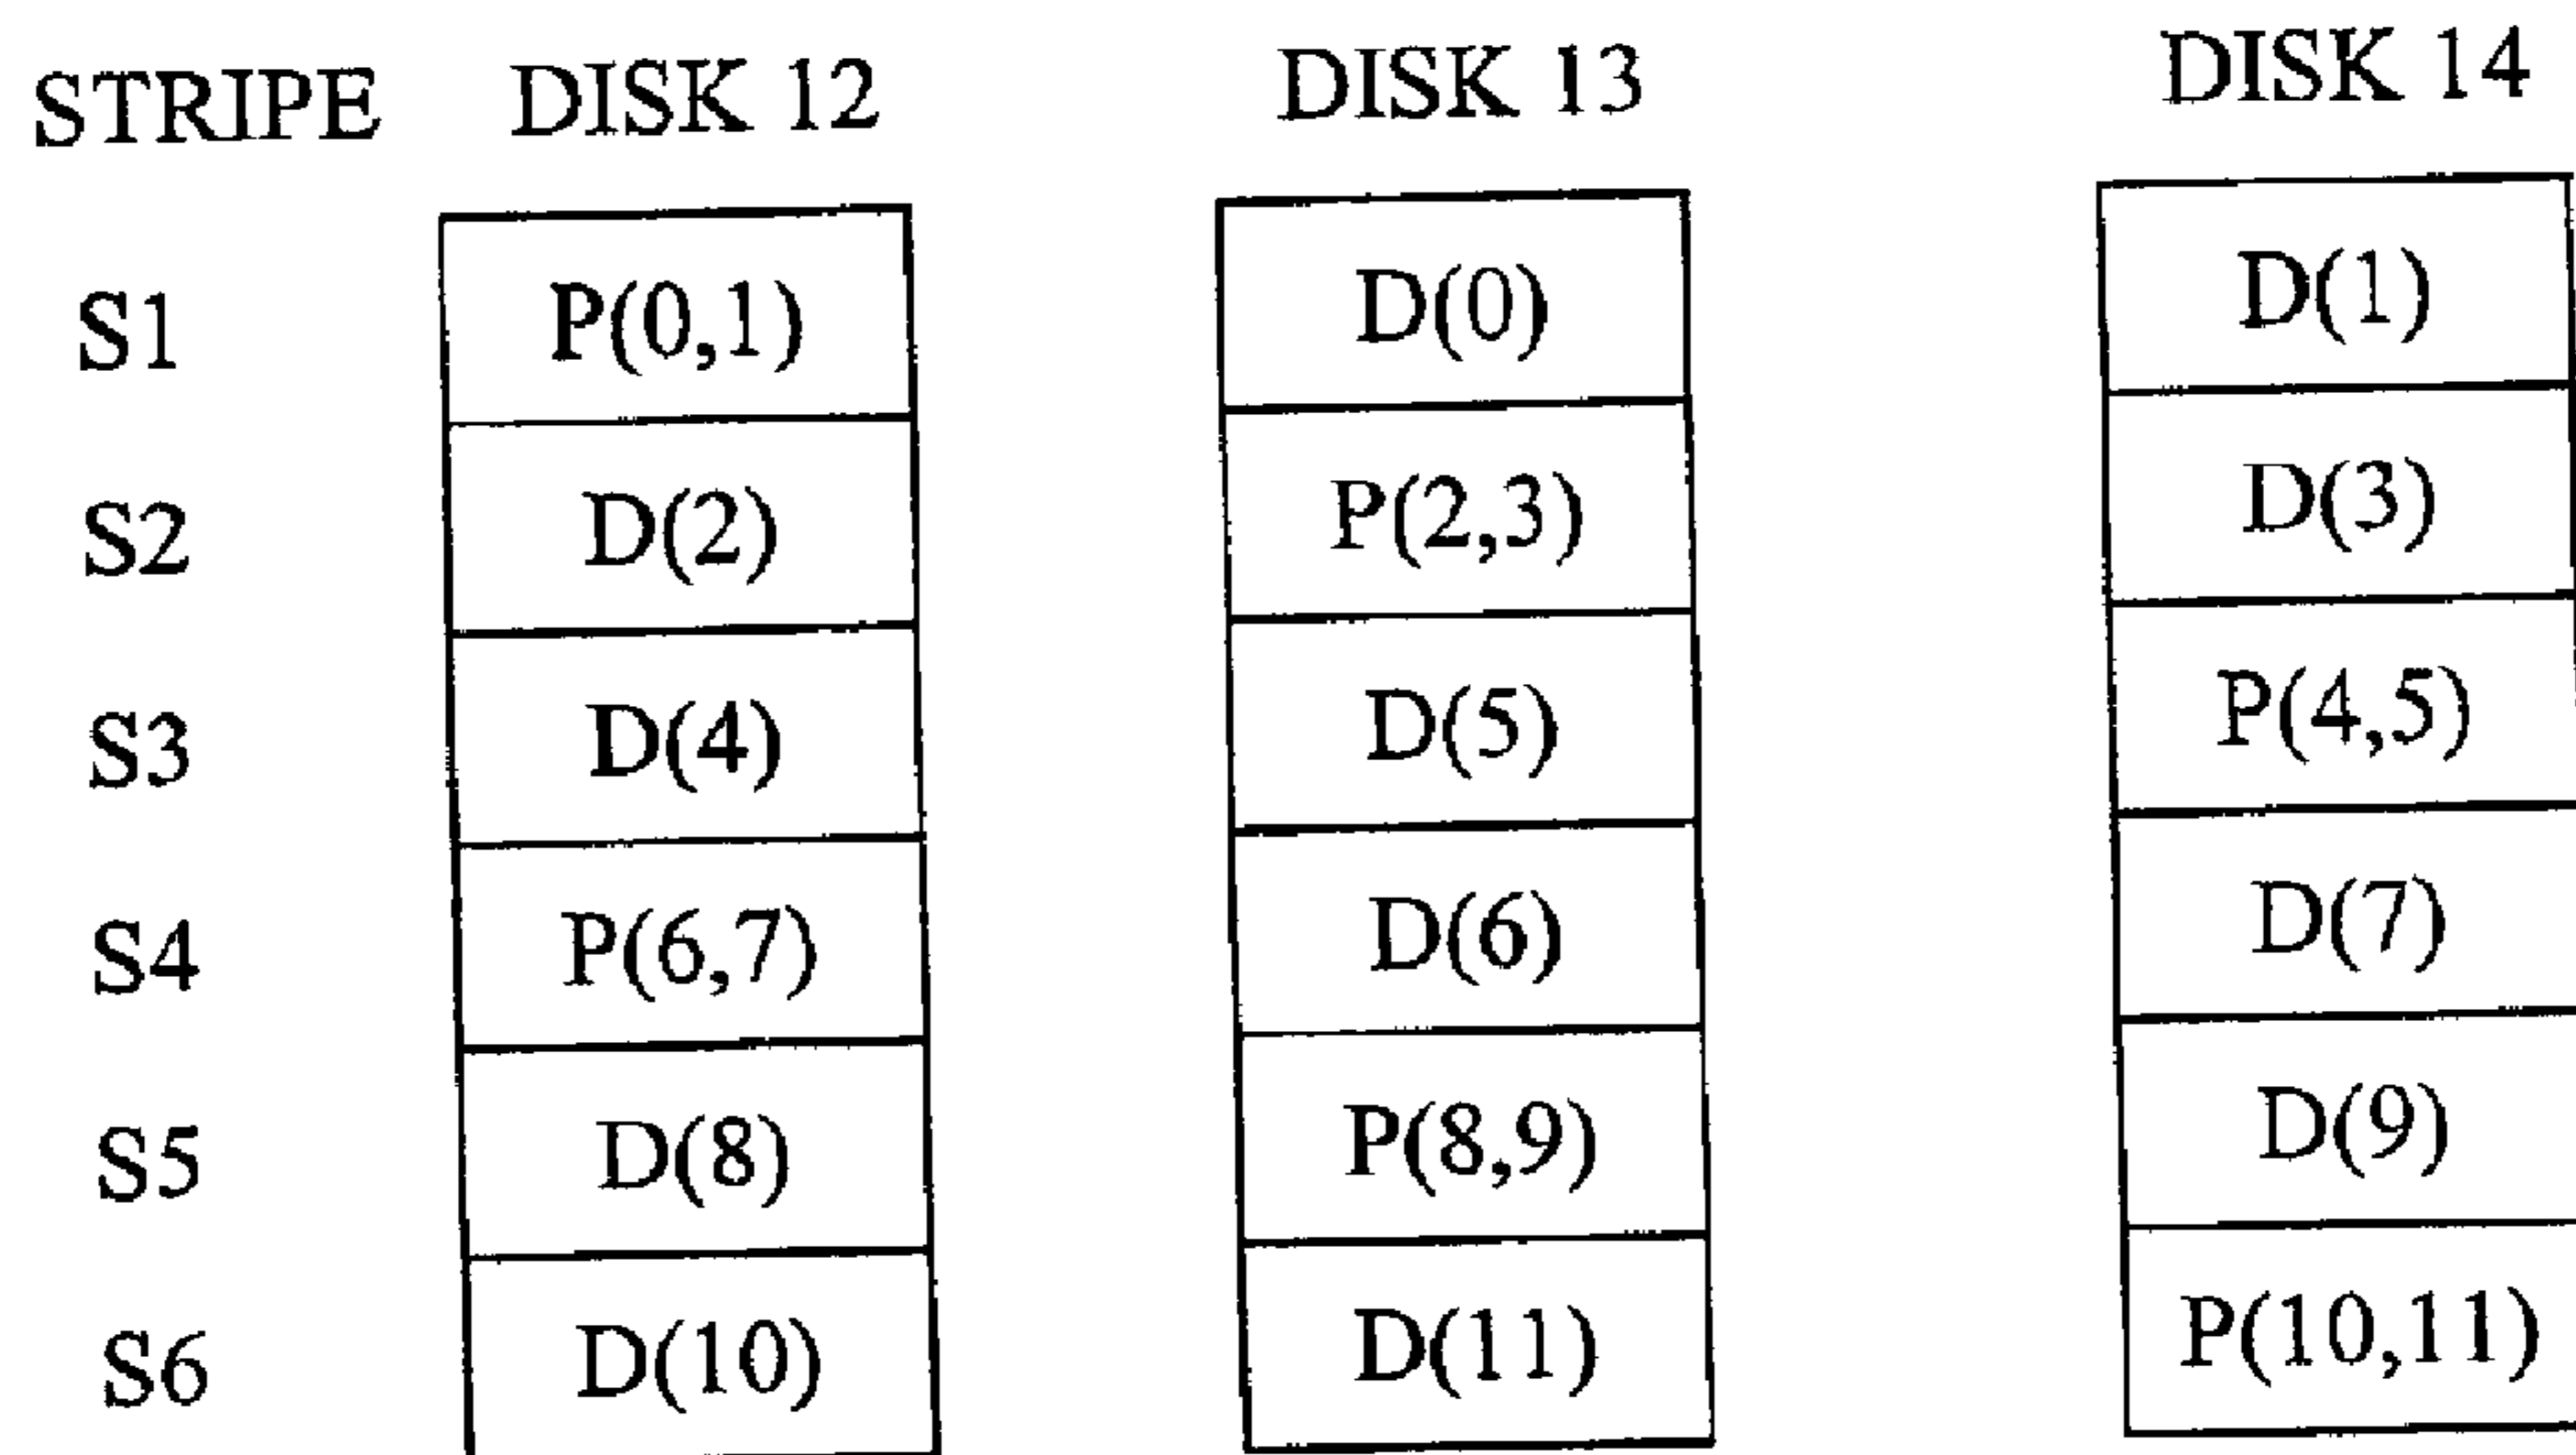 STRIPE DISK 12 DISK 13 DISK 14
S1 P(0,1) D(0) D(1)
S2 D(2) P(2,3) D(3)
S3 D(4) D(5) P(4,5)
S4 P(6,7) D(6) D(7)
S5 D(8) P(8,9) D(9)
S6 D(10) D(11) P(10,11)